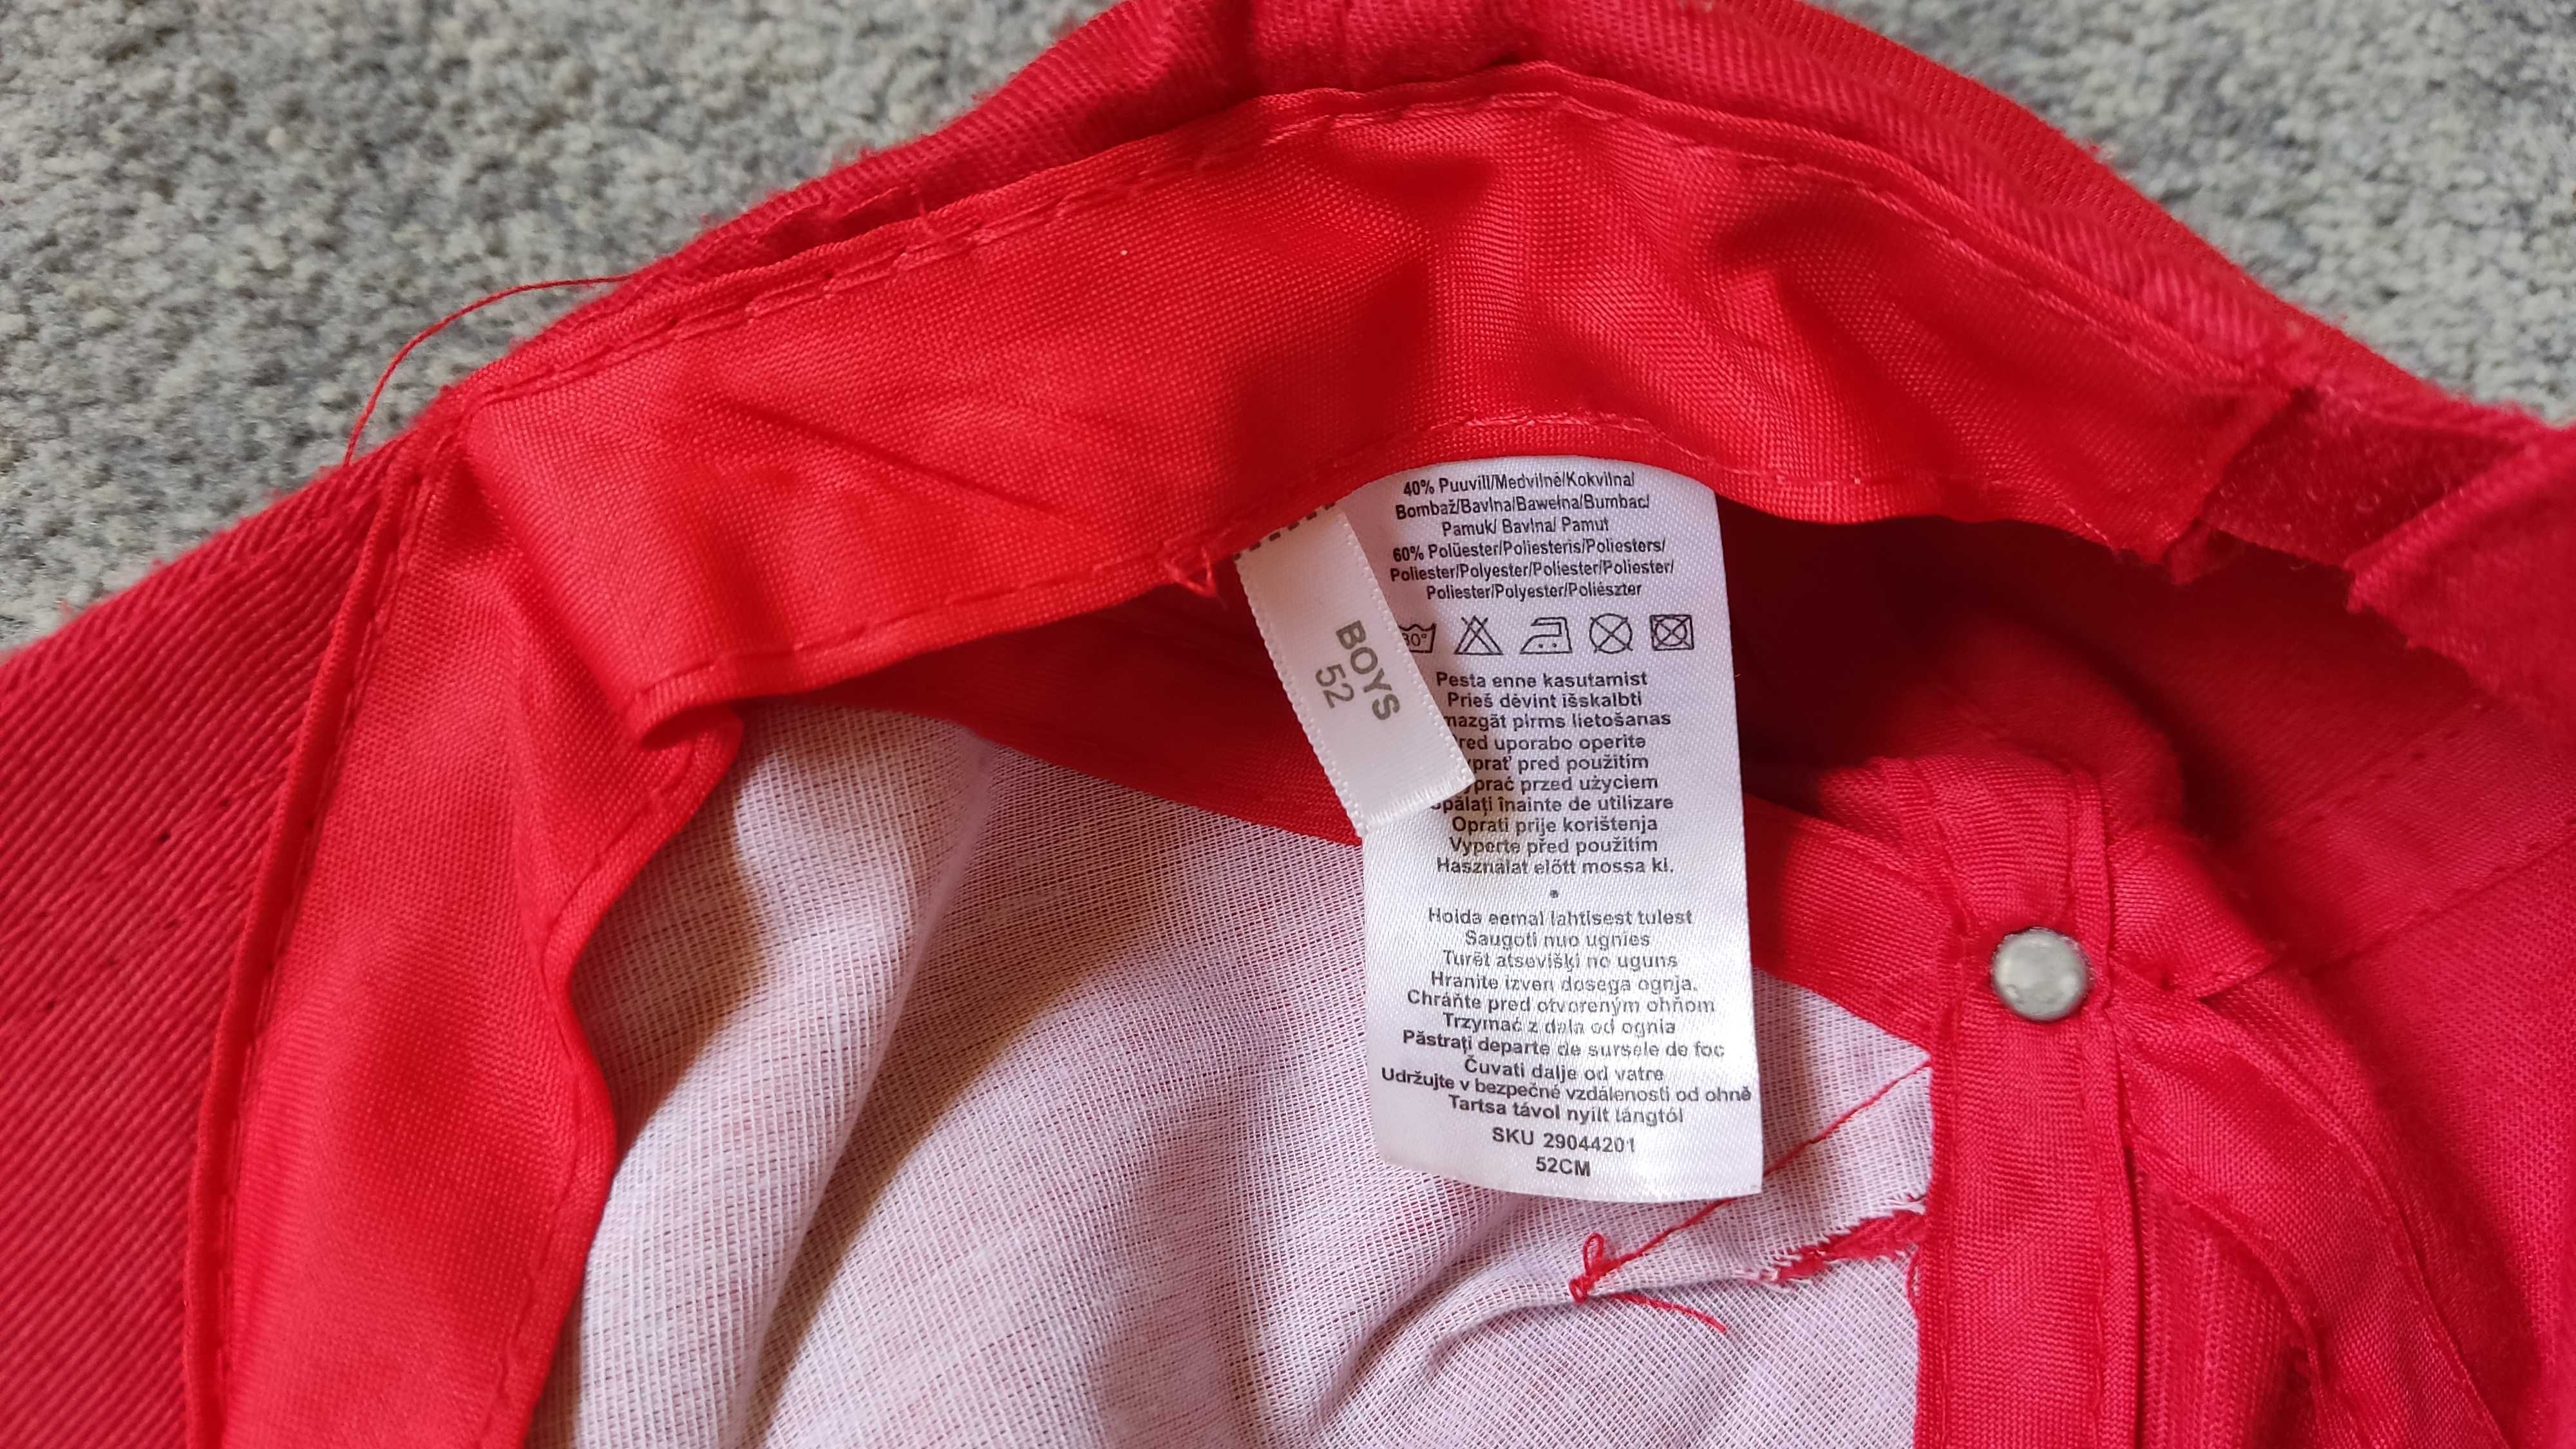 40% Puuvill/Medvilnė/Kokvilna/
Bombaž/Bavlna/Bawełna/Bumbac/
Pamuk/ Bavlna/ Pamut
60% Polüester/Poliesteris/Poliesters/
Poliester/Polyester/Poliester/Poliester/
Poliester/Polyester/Poliészter
30°
BOYS
52
Pesta enne kasutamist
Prieš dėvint išskalbti
pirms lietošanas
uporabo operite
pred použitím
przed użyciem
înainte de utilizare
Oprati prije korištenja
Vyperte před použitím
Használat előtt mossa ki.
Hoida eemal lahtisest tulest
Saugoti nuo ugnies
Turēt atsevišķi no uguns
Hranite izven dosega ognja.
Chráňte pred otvoreným ohňom
Trzymać z dala od ognia
Păstrați departe de sursele de foc
Čuvati dalje od vatre
Udržujte v bezpečné vzdálenosti od ohně
Tartsa távol nyílt lángtól
SKU 29044201
52CM